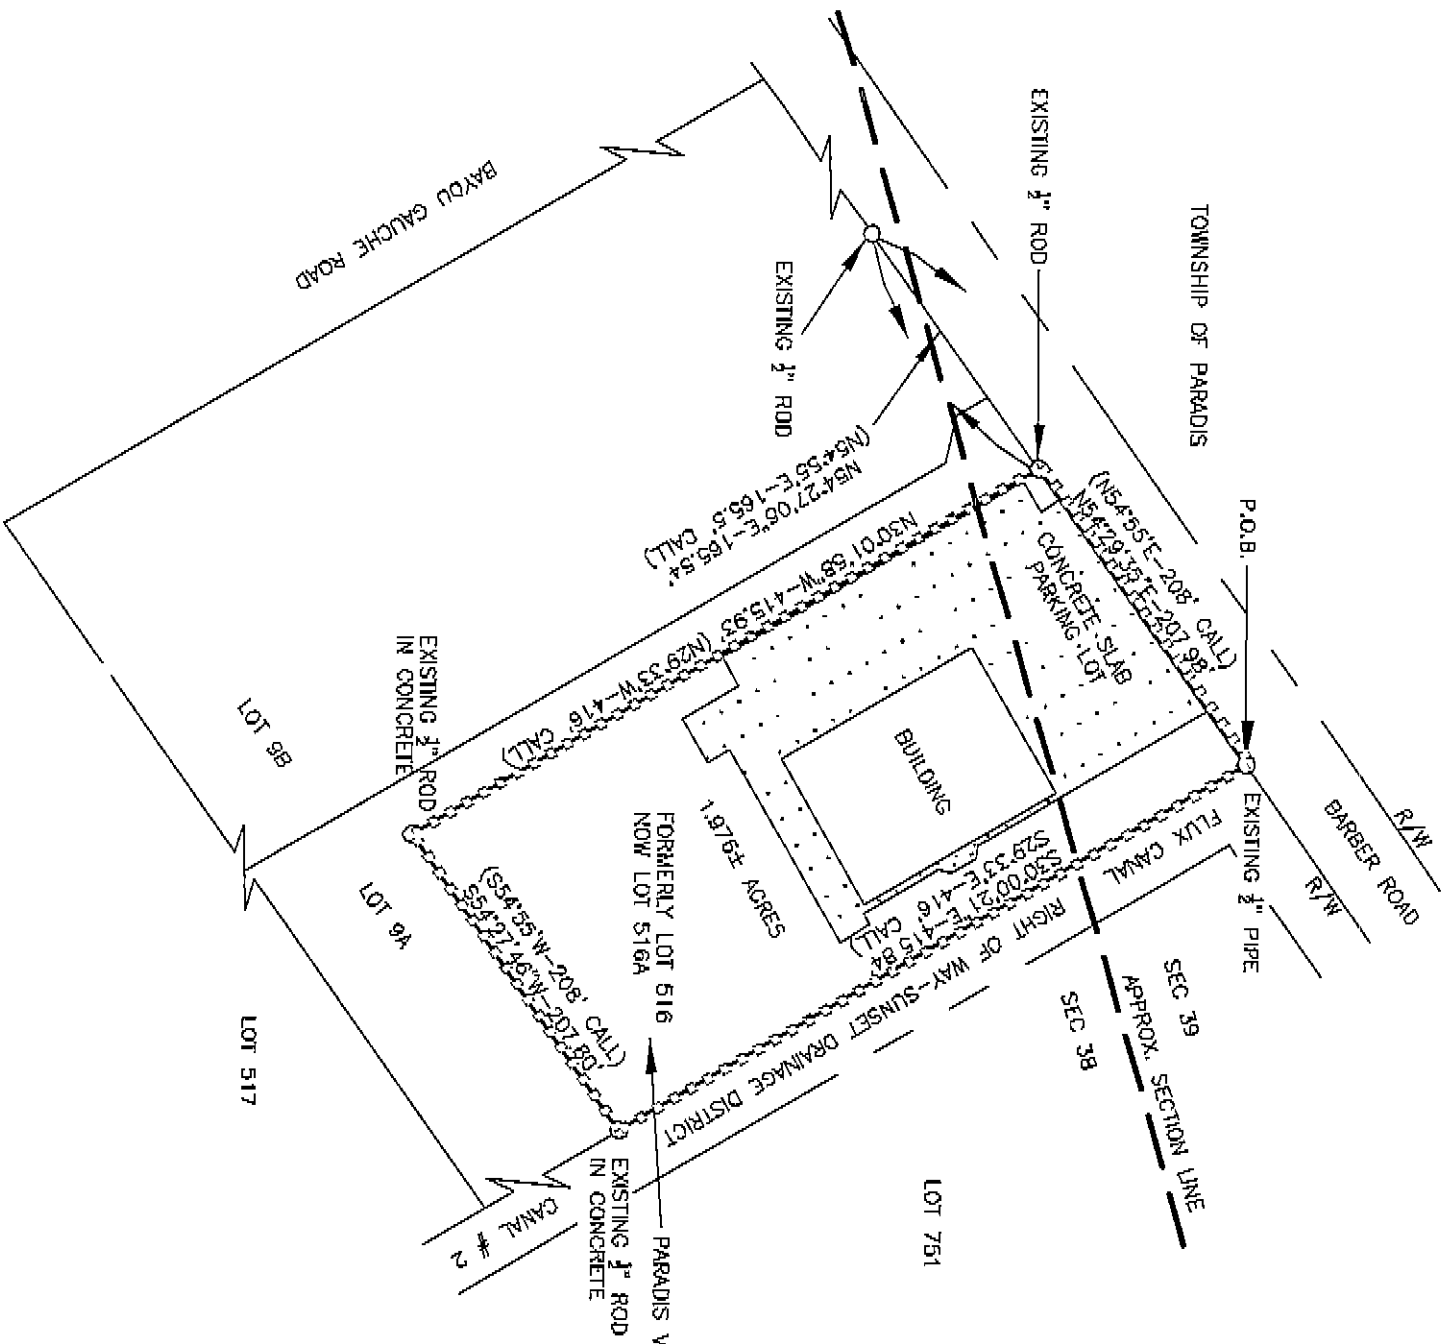 TOWNSHIP OF PARADIS
EXISTING ½" ROD
P.O.B.
R/W
BARBER ROAD
R/W
EXISTING ½" PIPE
(N54°55'E-208' CALL)
N54°29'35"E-207.98'
CONCRETE SLAB
PARKING LOT
BAYOU GAUCHE ROAD
EXISTING ½" ROD
N54°27'06"E-165.54'
(N54°55'E-165.5' CALL)
N30°01'58"W-415.93' (N29°33'W-416' CALL)
BUILDING
1.976± ACRES
S30°00'21"E-415.84'
S29°33'E-416' CALL)
FLUX CANAL
RIGHT OF WAY-SUNSET DRAINAGE DISTRICT
CANAL # 2
SEC 39
APPROX. SECTION LINE
SEC 38
EXISTING ½" ROD
IN CONCRETE
FORMERLY LOT 516
NOW LOT 516A
PARADIS V
(S54°55'W-208' CALL)
S54°27'46"W-207.80'
LOT 9B
LOT 9A
LOT 517
LOT 751
EXISTING ½" ROD
IN CONCRETE